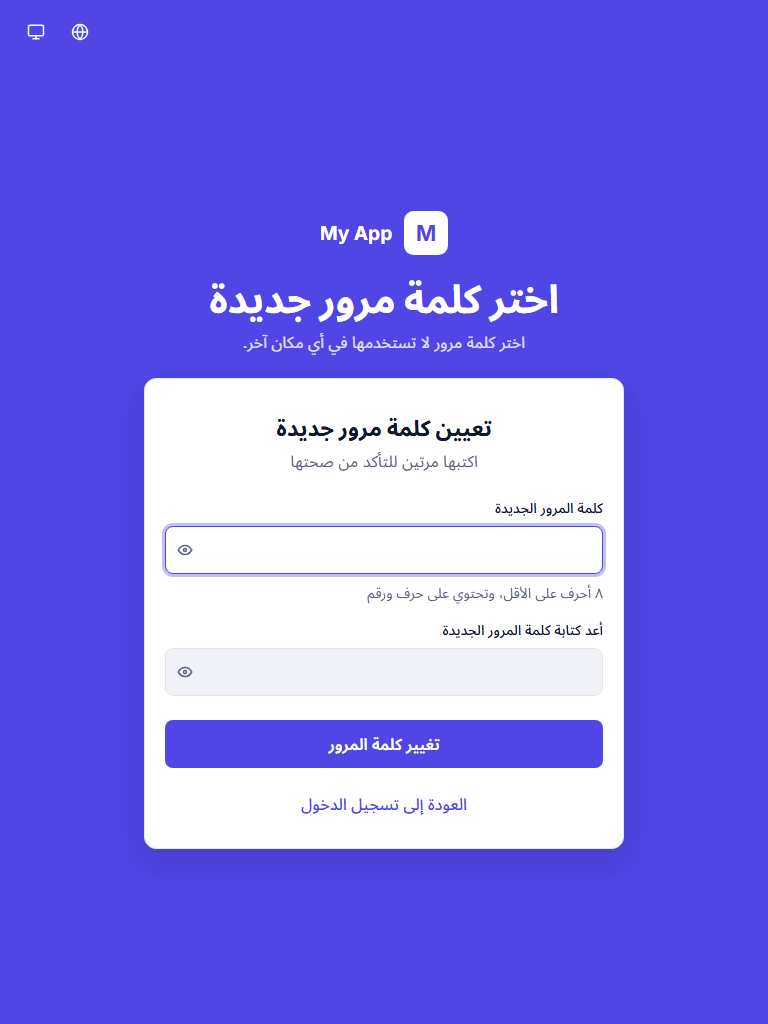 M
My App
اختر كلمة مرور جديدة
اختر كلمة مرور لا تستخدمها في أي مكان آخر.
تعيين كلمة مرور جديدة
اكتبها مرتين للتأكد من صحتها
كلمة المرور الجديدة
٨ أحرف على الأقل، وتحتوي على حرف ورقم
أعد كتابة كلمة المرور الجديدة
تغيير كلمة المرور
العودة إلى تسجيل الدخول